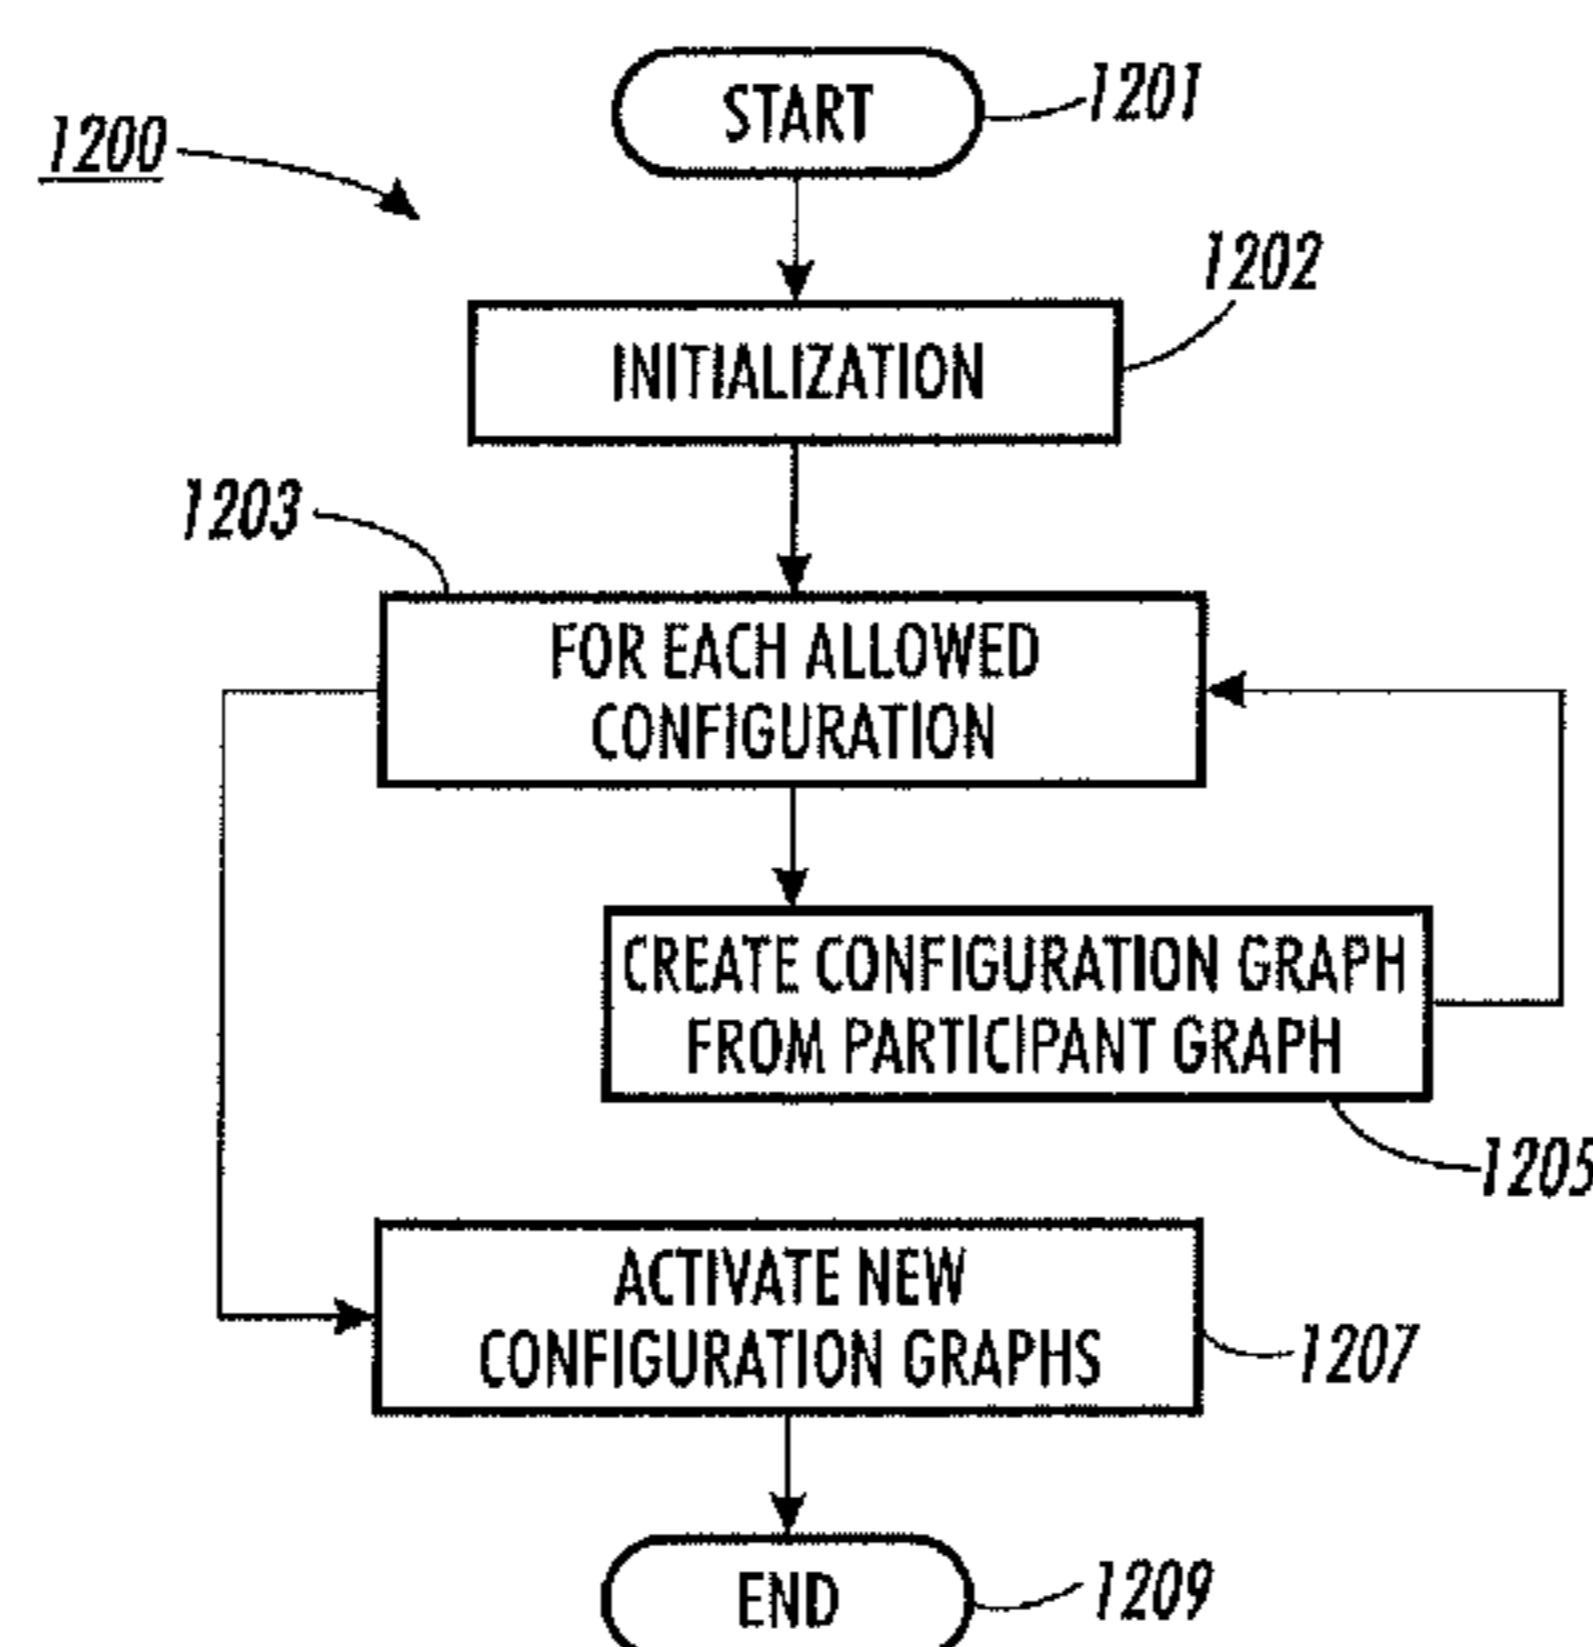 START
1201
1200
1202
INITIALIZATION
1203
FOR EACH ALLOWED
CONFIGURATION
CREATE CONFIGURATION GRAPH
FROM PARTICIPANT GRAPH
1205
ACTIVATE NEW
CONFIGURATION GRAPHS
1207
END
1209